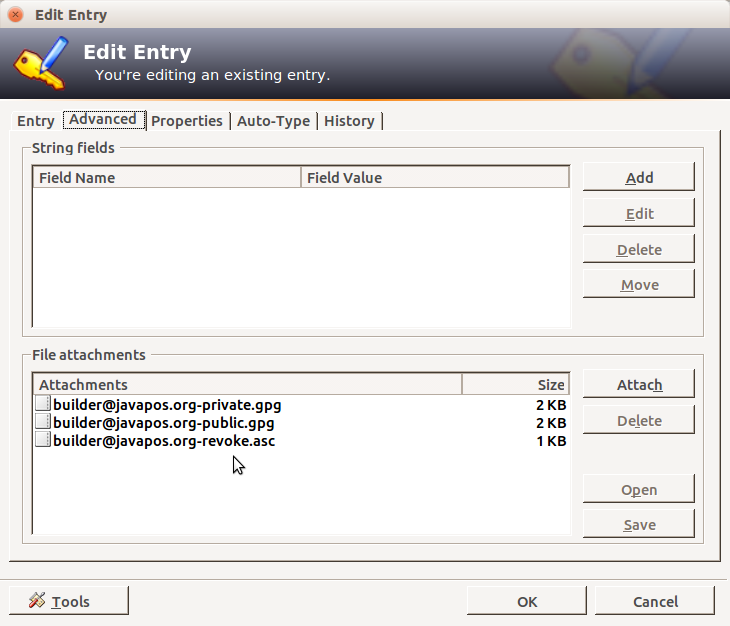 Edit Entry
Edit Entry
You're editing an existing entry.
Entry Advanced Properties Auto-Type History
String fields
Field Name Field Value
Add
Edit
Delete
Move
File attachments
Attachments Size
builder@javapos.org-private.gpg 2 KB
builder@javapos.org-public.gpg 2 KB
builder@javapos.org-revoke.asc 1 KB
Attach
Delete
Open
Save
Tools OK Cancel